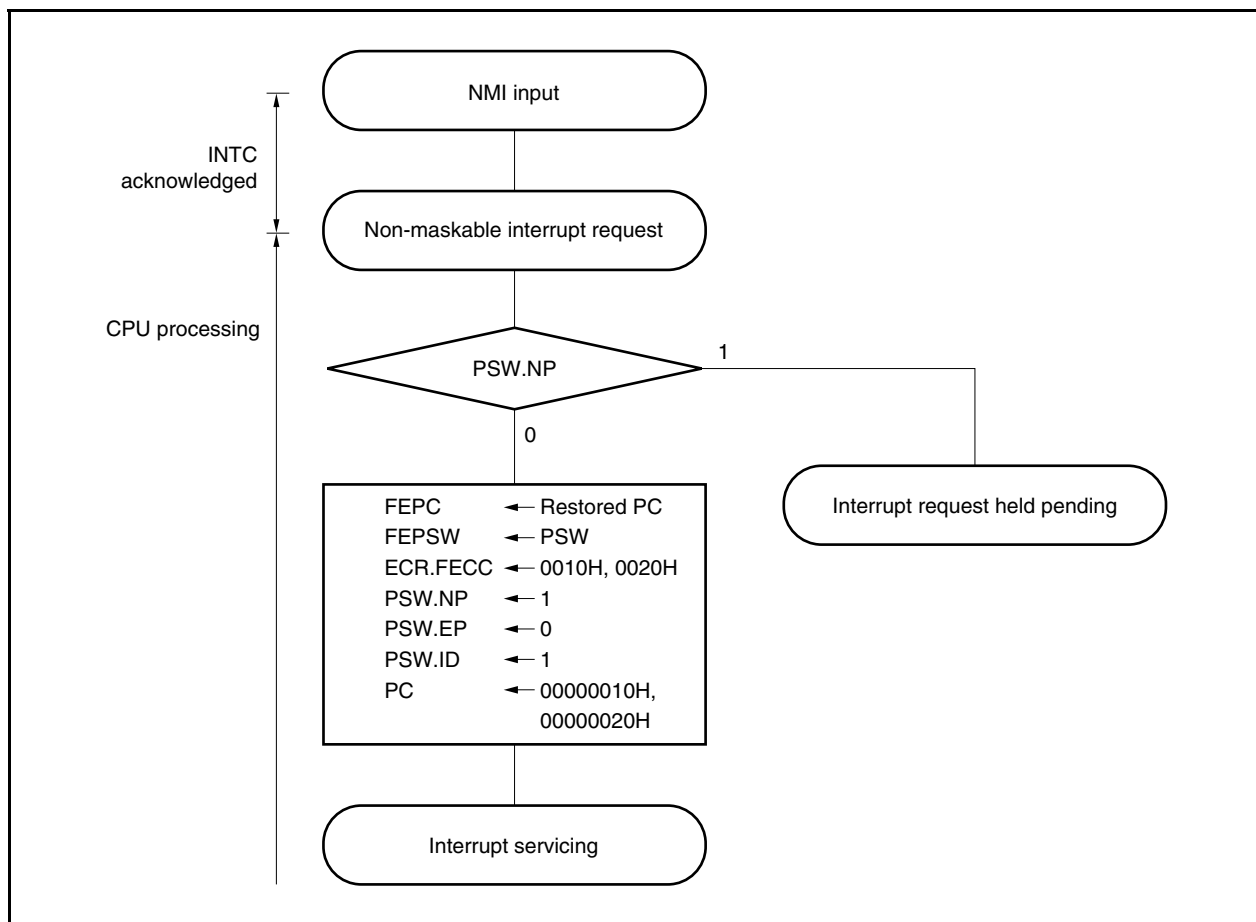 NMI input
INTC
acknowledged
Non-maskable interrupt request
CPU processing
PSW.NP
1
0
FEPC ← Restored PC
FEPSW ← PSW
ECR.FECC ← 0010H, 0020H
PSW.NP ← 1
PSW.EP ← 0
PSW.ID ← 1
PC ← 00000010H,
00000020H
Interrupt request held pending
Interrupt servicing